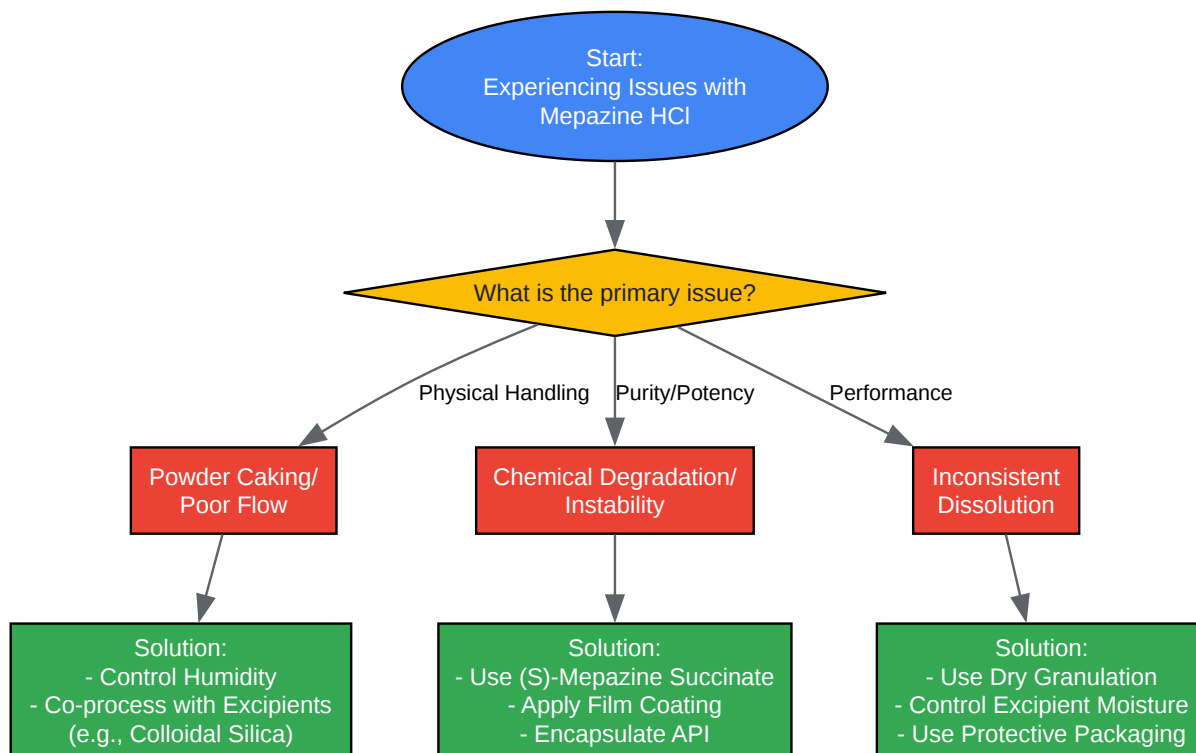 Start:
Experiencing Issues with
Mepazine HCl
What is the primary issue?
Physical Handling
Purity/Potency
Performance
Powder Caking/
Poor Flow
Chemical Degradation/
Instability
Inconsistent
Dissolution
Solution:
- Control Humidity
- Co-process with Excipients
(e.g., Colloidal Silica)
Solution:
- Use (S)-Mepazine Succinate
- Apply Film Coating
- Encapsulate API
Solution:
- Use Dry Granulation
- Control Excipient Moisture
- Use Protective Packaging